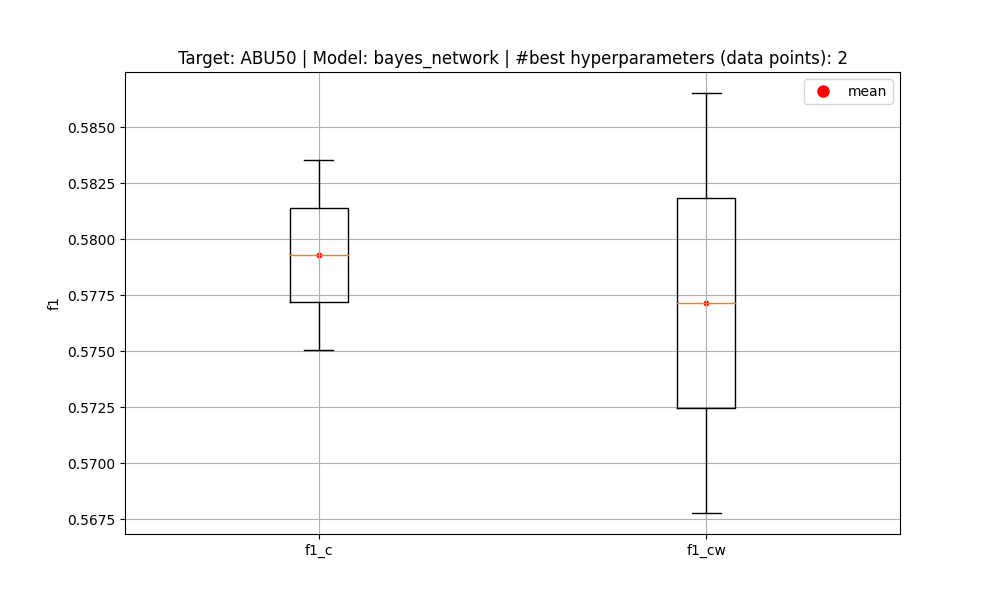 Target: ABU50 | Model: bayes_network | #best hyperparameters (data points): 2
mean
0.5850
0.5825
0.5800
0.5775
0.5750
0.5725
0.5700
0.5675
f1
f1_c
f1_cw